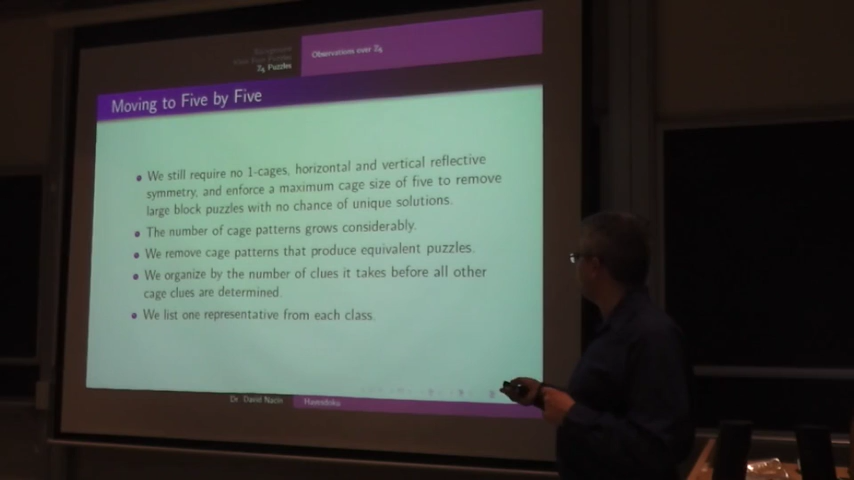 Z₅ Puzzles
Observations over Z₅
Moving to Five by Five
We still require no 1-cages, horizontal and vertical reflective
symmetry, and enforce a maximum cage size of five to remove
large block puzzles with no chance of unique solutions.
The number of cage patterns grows considerably.
We remove cage patterns that produce equivalent puzzles.
We organize by the number of clues it takes before all other
cage clues are determined.
We list one representative from each class.
Dr. David Nacin